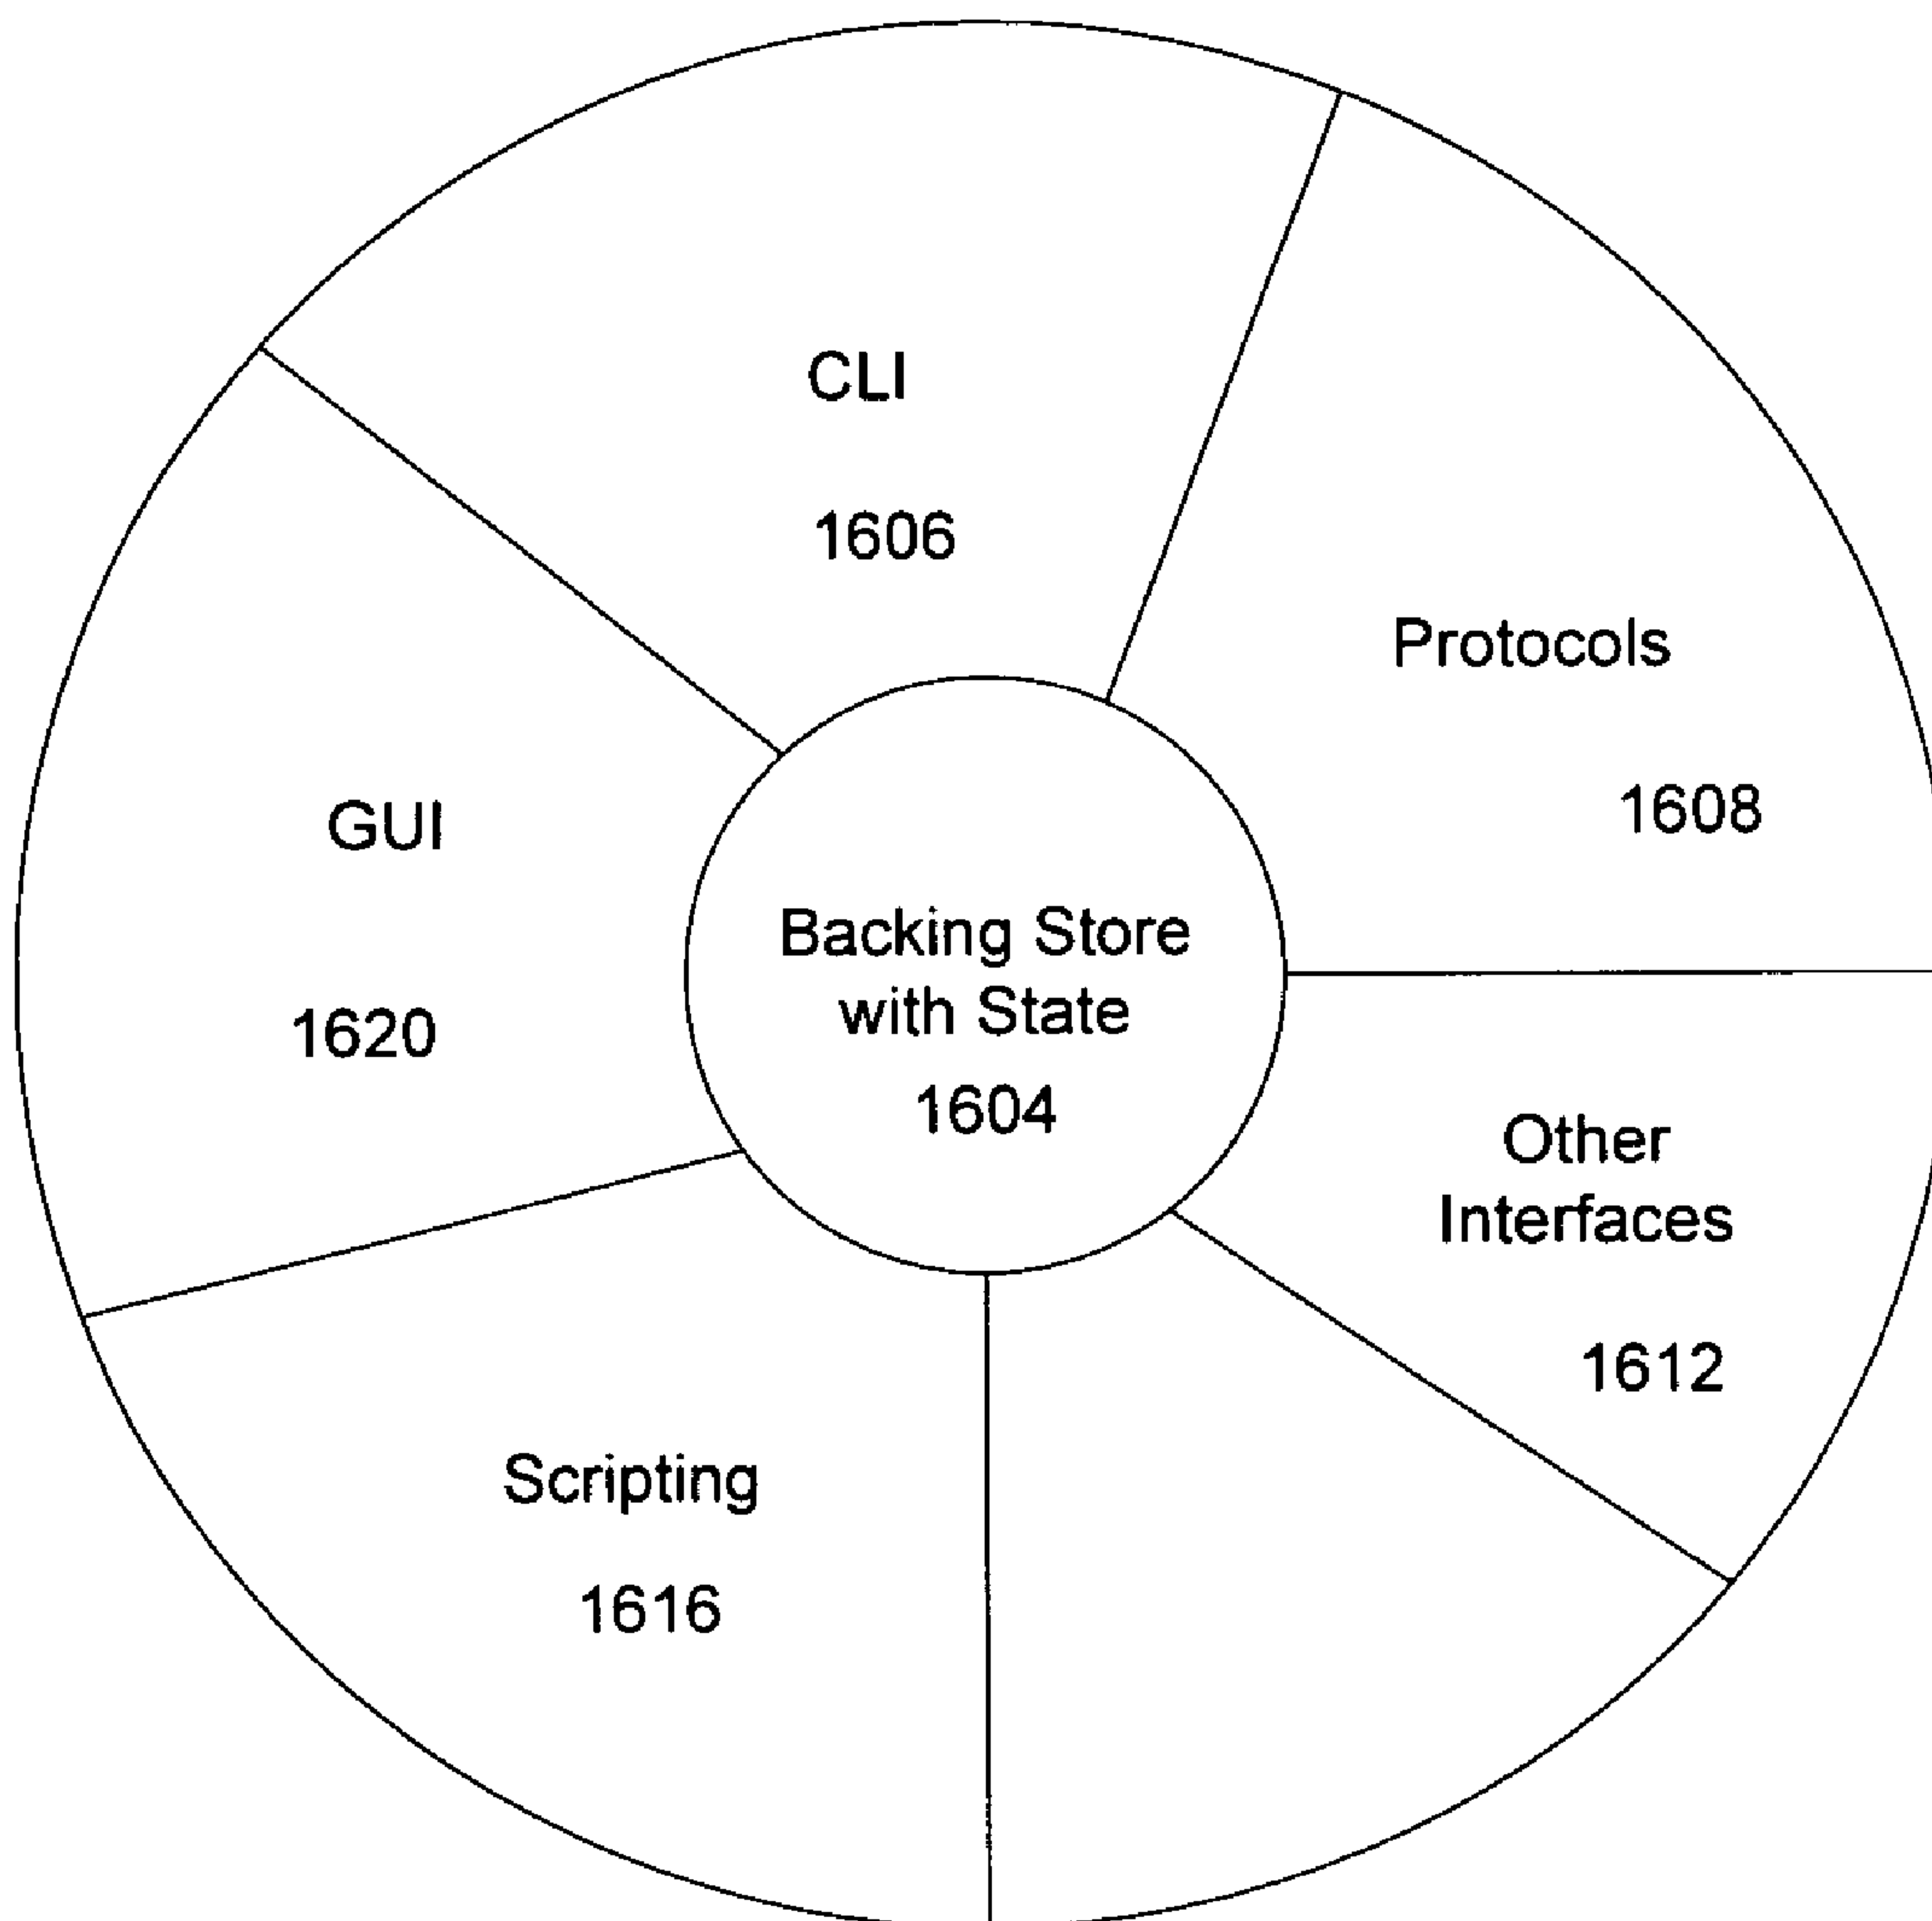 CLI
1606
Protocols
1608
GUI
1620
Backing Store
with State
1604
Other
Interfaces
1612
Scripting
1616